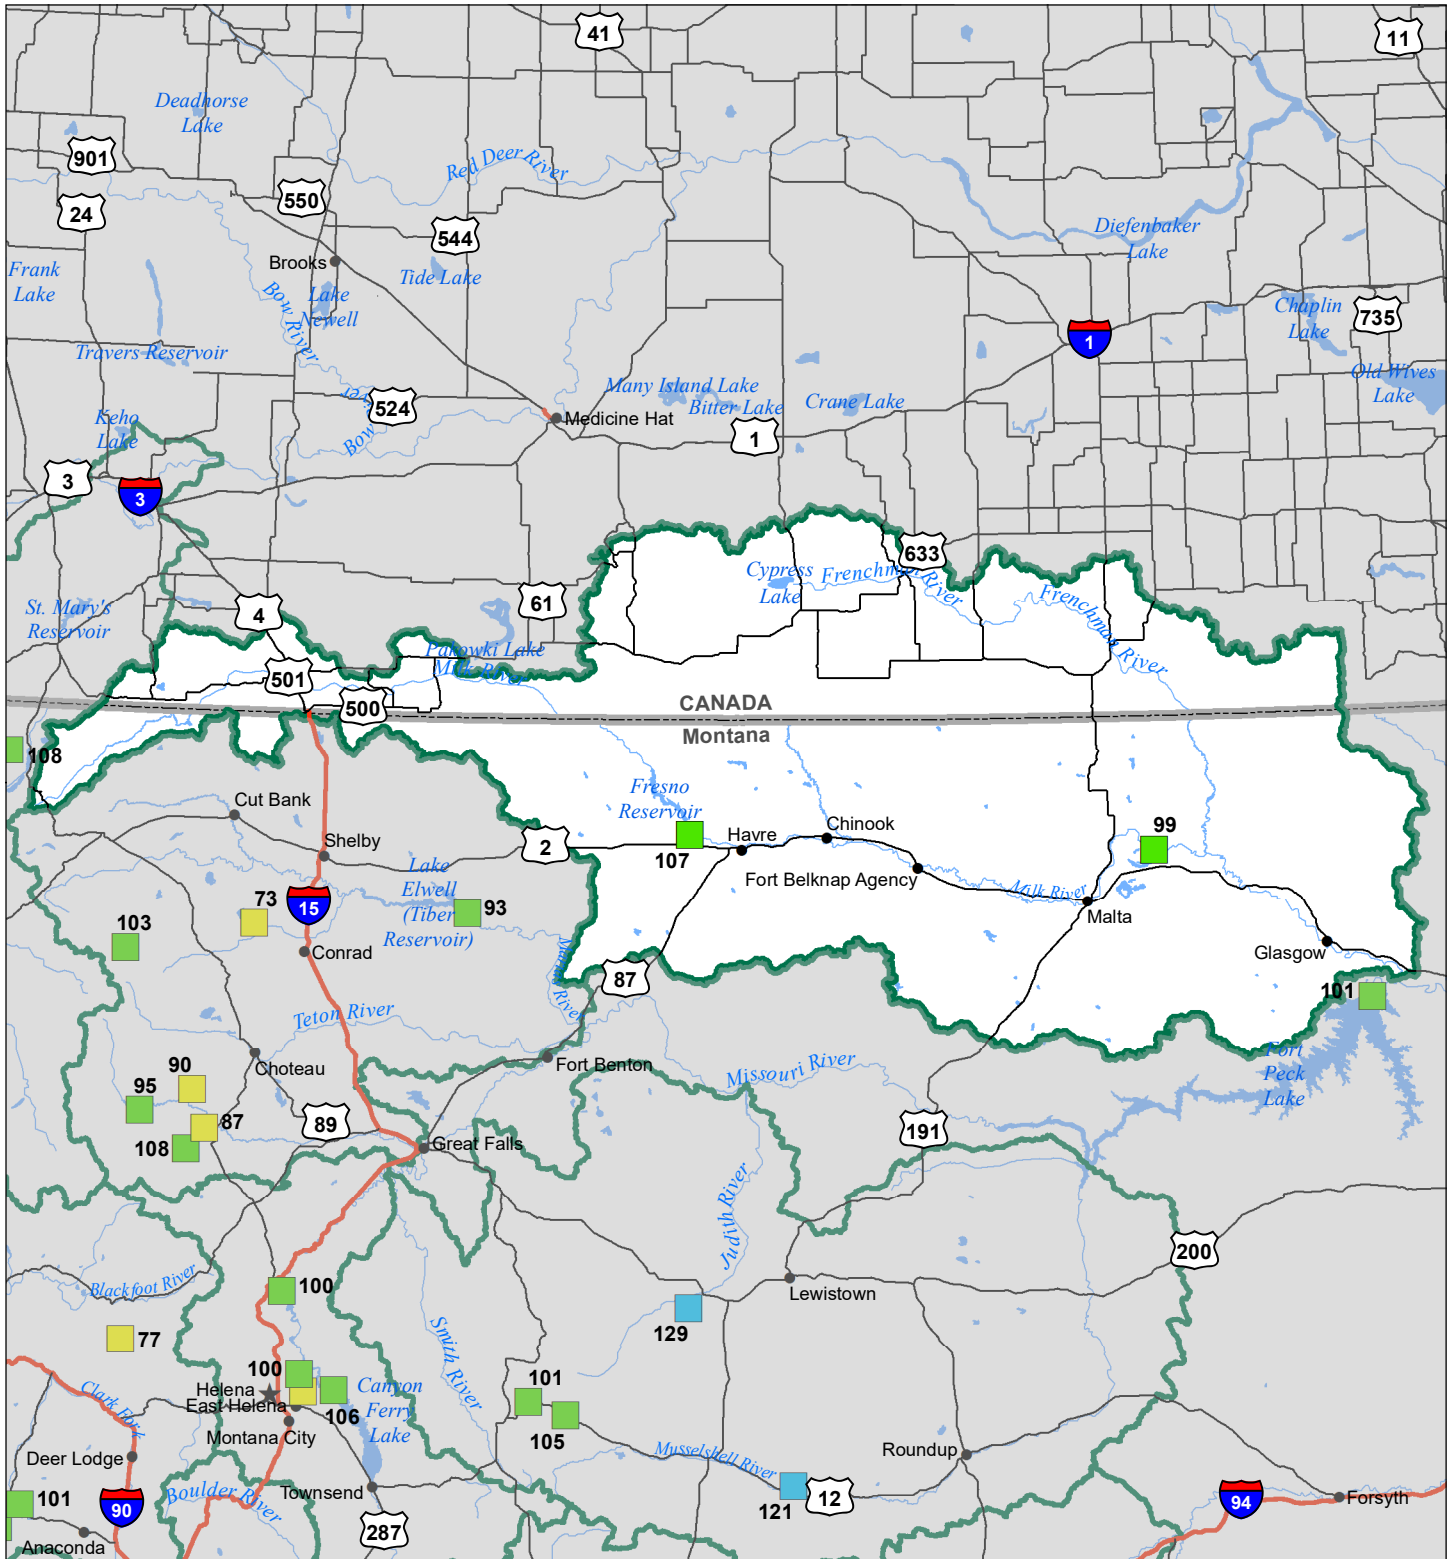 41
11
Deadhorse
Lake
901
Red Deer River
550
24
544
Diefenbaker
Lake
Brooks
Frank
Lake
Tide Lake
Bow River
Lake
Newell
Chaplin
Lake
735
1
Travers Reservoir
Old Wives
Lake
Many Island Lake
Bitter Lake
Crane Lake
524
Keho
Lake
Medicine Hat
Bow River
1
3
3
633
Cypress
Lake
Frenchman River
Frenchman River
61
4
St. Mary's
Reservoir
Pakowki Lake
Milk River
501
500
CANADA
Montana
108
Fresno
Reservoir
Cut Bank
Shelby
2
107
Havre
Chinook
99
Fort Belknap Agency
Milk River
Malta
Lake
Elwell
(Tiber
Reservoir)
93
73
15
103
Conrad
Glasgow
87
101
Teton River
Fort Benton
Missouri River
Fort
Peck
Lake
Choteau
90
95
87
108
89
191
Great Falls
Judith River
200
Blackfoot River
100
Lewistown
129
77
Smith River
100
Helena
East Helena
106
Canyon
Ferry
Lake
101
105
Clark Fork
Montana City
Deer Lodge
Musselshell River
Roundup
101
90
Boulder River
Townsend
121
12
94
Forsyth
287
Anaconda